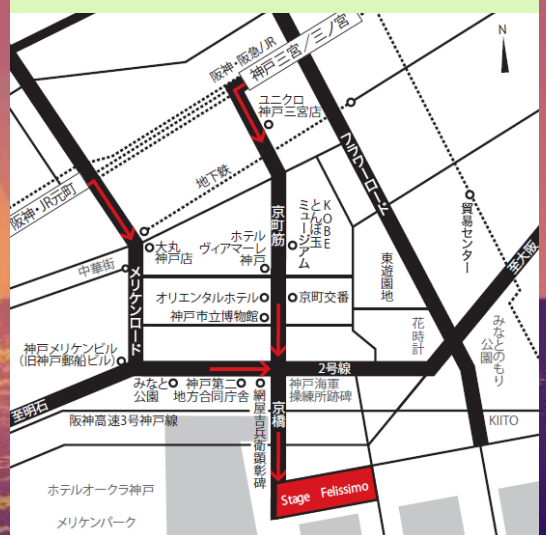 N
阪神・阪急/JR
神戸三宮/三ノ宮
ユニクロ
神戸三宮店
フラワーロード
地下鉄
阪神・JR元町
貿易センター
至大阪
京町筋
KOBE
とんぼ玉
ミュージアム
大丸
神戸店
ホテル
ヴィアマーレ
神戸
中華街
メリケンロード
東遊園地
オリエンタルホテル
京町交番
神戸市立博物館
花時計
みなとのもり
公園
神戸メリケンビル
(旧神戸郵船ビル)
2号線
みなと
公園
神戸第二
地方合同庁舎
網屋吉兵衛顕彰碑
京橋
神戸海軍
操練所跡碑
至明石
阪神高速3号神戸線
KIITO
Stage Felissimo
ホテルオークラ神戸
メリケンパーク